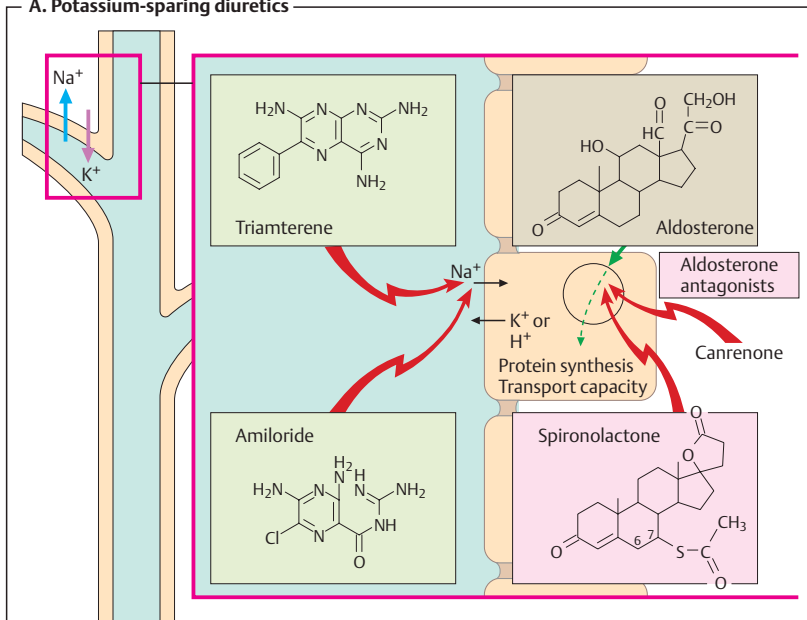 A. Potassium-sparing diuretics
Na⁺
K⁺
H₂N
N
N
NH₂
N
N
NH₂
Triamterene
O
CH₂OH
HC
C=O
HO
O
Aldosterone
Na⁺
K⁺ or
H⁺
Protein synthesis
Transport capacity
Aldosterone
antagonists
Canrenone
Amiloride
H₂N
N
H₂
N
H
N
NH₂
Cl
N
NH
O
Spironolactone
O
O
6
7
O
S–C
CH₃
O